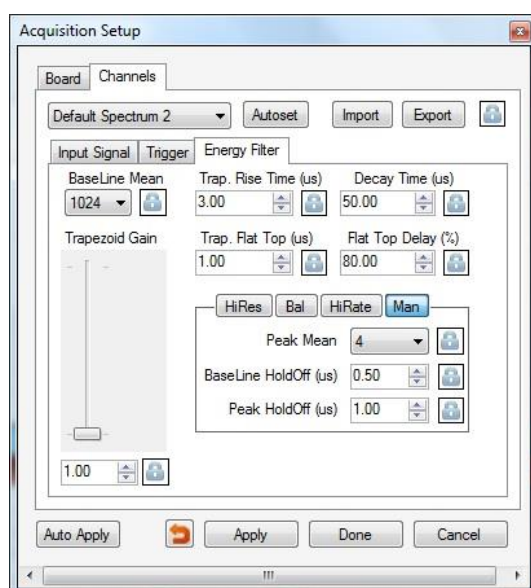 Acquisition Setup
Board Channels
Default Spectrum 2 Autoset Import Export
Input Signal Trigger Energy Filter
BaseLine Mean Trap. Rise Time (us) Decay Time (us)
1024 3.00 50.00
Trapezoid Gain Trap. Flat Top (us) Flat Top Delay (%)
1.00 80.00
HiRes Bal HiRate Man
Peak Mean 4
BaseLine HoldOff (us) 0.50
Peak HoldOff (us) 1.00
1.00
Auto Apply Apply Done Cancel